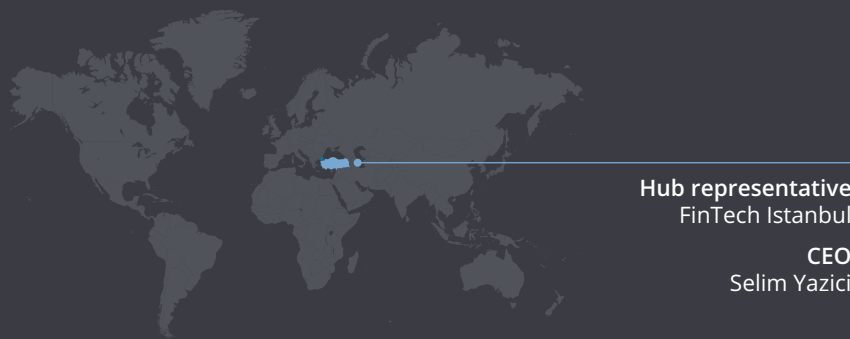 Hub representative
FinTech Istanbul
CEO
Selim Yazici